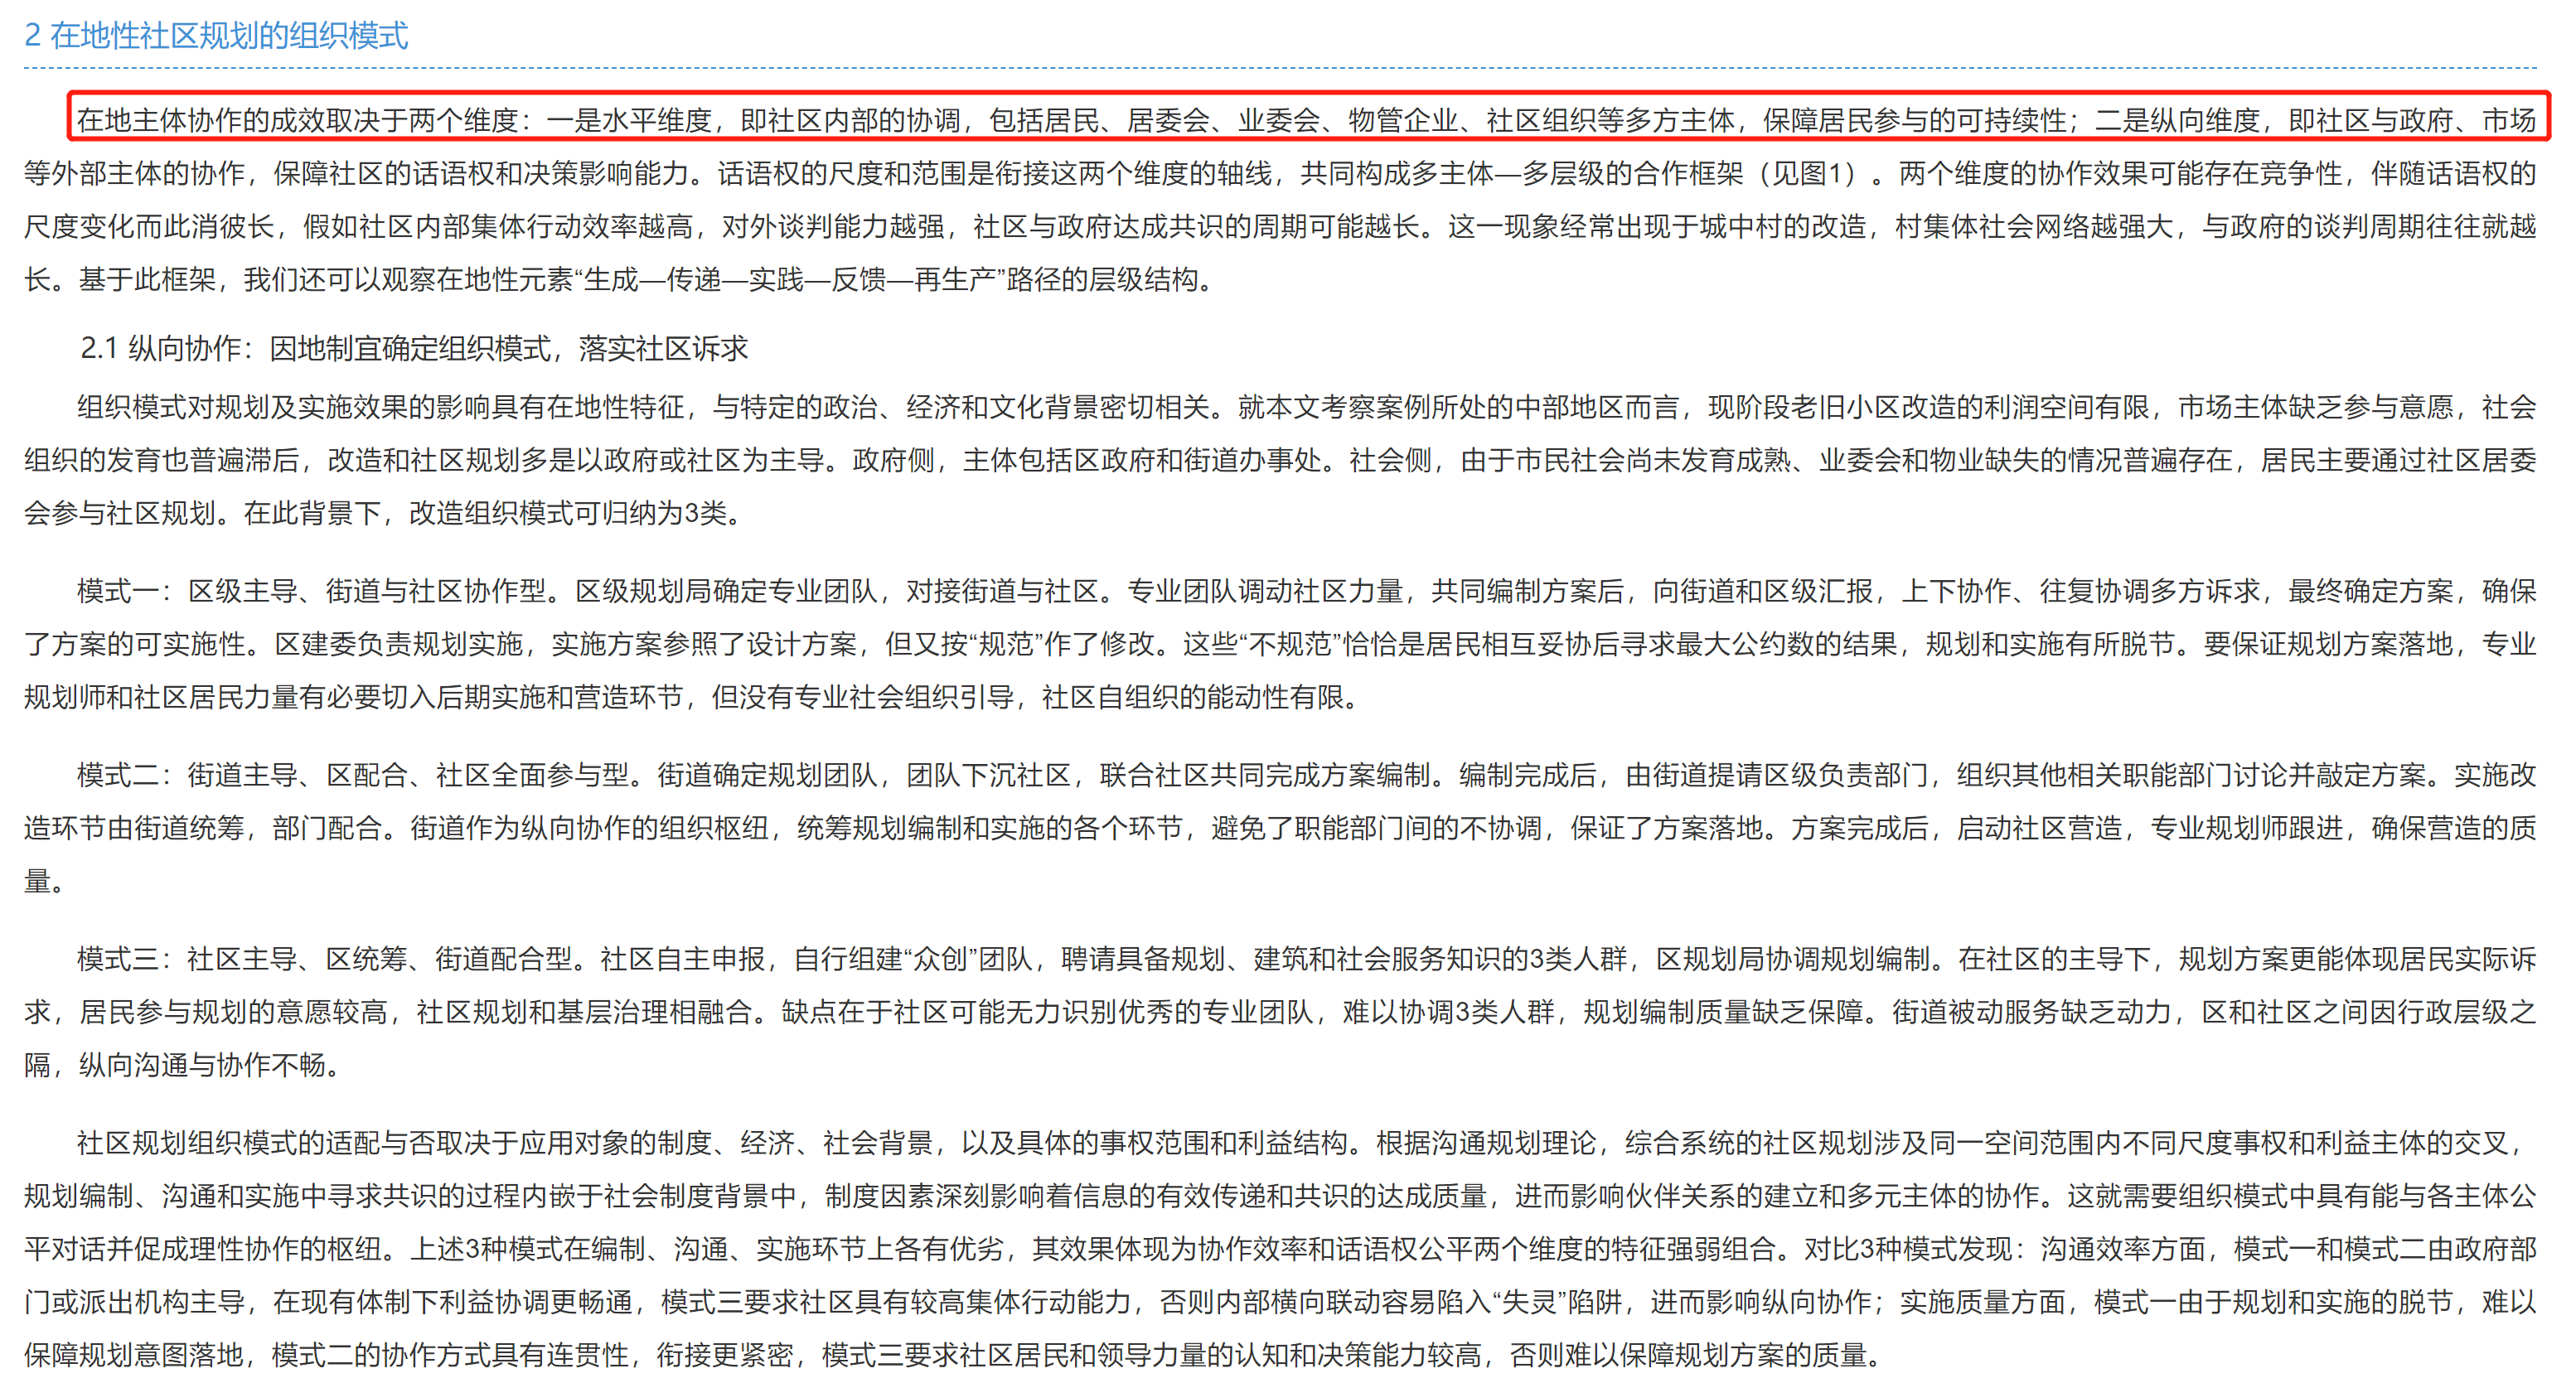 2 在地性社区规划的组织模式
在地主体协作的成效取决于两个维度：一是水平维度，即社区内部的协调，包括居民、居委会、业委会、物管企业、社区组织等多方主体，保障居民参与的可持续性；二是纵向维度，即社区与政府、市场
等外部主体的协作，保障社区的话语权和决策影响能力。话语权的尺度和范围是衔接这两个维度的轴线，共同构成多主体—多层级的合作框架（见图1）。两个维度的协作效果可能存在竞争性，伴随话语权的
尺度变化而此消彼长，假如社区内部集体行动效率越高，对外谈判能力越强，社区与政府达成共识的周期可能越长。这一现象经常出现于城中村的改造，村集体社会网络越强大，与政府的谈判周期往往就越
长。基于此框架，我们还可以观察在地性元素“生成—传递—实践—反馈—再生产”路径的层级结构。
2.1 纵向协作：因地制宜确定组织模式，落实社区诉求
组织模式对规划及实施效果的影响具有在地性特征，与特定的政治、经济和文化背景密切相关。就本文考察案例所处的中部地区而言，现阶段老旧小区改造的利润空间有限，市场主体缺乏参与意愿，社会
组织的发育也普遍滞后，改造和社区规划多是以政府或社区为主导。政府侧，主体包括区政府和街道办事处。社会侧，由于市民社会尚未发育成熟、业委会和物业缺失的情况普遍存在，居民主要通过社区居委
会参与社区规划。在此背景下，改造组织模式可归纳为3类。
模式一：区级主导、街道与社区协作型。区级规划局确定专业团队，对接街道与社区。专业团队调动社区力量，共同编制方案后，向街道和区级汇报，上下协作、往复协调多方诉求，最终确定方案，确保
了方案的可实施性。区建委负责规划实施，实施方案参照了设计方案，但又按“规范”作了修改。这些“不规范”恰恰是居民相互妥协后寻求最大公约数的结果，规划和实施有所脱节。要保证规划方案落地，专业
规划师和社区居民力量有必要切入后期实施和营造环节，但没有专业社会组织引导，社区自组织的能动性有限。
模式二：街道主导、区配合、社区全面参与型。街道确定规划团队，团队下沉社区，联合社区共同完成方案编制。编制完成后，由街道提请区级负责部门，组织其他相关职能部门讨论并敲定方案。实施改
造环节由街道统筹，部门配合。街道作为纵向协作的组织枢纽，统筹规划编制和实施的各个环节，避免了职能部门间的不协调，保证了方案落地。方案完成后，启动社区营造，专业规划师跟进，确保营造的质
量。
模式三：社区主导、区统筹、街道配合型。社区自主申报，自行组建“众创”团队，聘请具备规划、建筑和社会服务知识的3类人群，区规划局协调规划编制。在社区的主导下，规划方案更能体现居民实际诉
求，居民参与规划的意愿较高，社区规划和基层治理相融合。缺点在于社区可能无力识别优秀的专业团队，难以协调3类人群，规划编制质量缺乏保障。街道被动服务缺乏动力，区和社区之间因行政层级之
隔，纵向沟通与协作不畅。
社区规划组织模式的适配与否取决于应用对象的制度、经济、社会背景，以及具体的事权范围和利益结构。根据沟通规划理论，综合系统的社区规划涉及同一空间范围内不同尺度事权和利益主体的交叉，
规划编制、沟通和实施中寻求共识的过程内嵌于社会制度背景中，制度因素深刻影响着信息的有效传递和共识的达成质量，进而影响伙伴关系的建立和多元主体的协作。这就需要组织模式中具有能与各主体公
平对话并促成理性协作的枢纽。上述3种模式在编制、沟通、实施环节上各有优劣，其效果体现为协作效率和话语权公平两个维度的特征强弱组合。对比3种模式发现：沟通效率方面，模式一和模式二由政府部
门或派出机构主导，在现有体制下利益协调更畅通，模式三要求社区具有较高集体行动能力，否则内部横向联动容易陷入“失灵”陷阱，进而影响纵向协作；实施质量方面，模式一由于规划和实施的脱节，难以
保障规划意图落地，模式二的协作方式具有连贯性，衔接更紧密，模式三要求社区居民和领导力量的认知和决策能力较高，否则难以保障规划方案的质量。